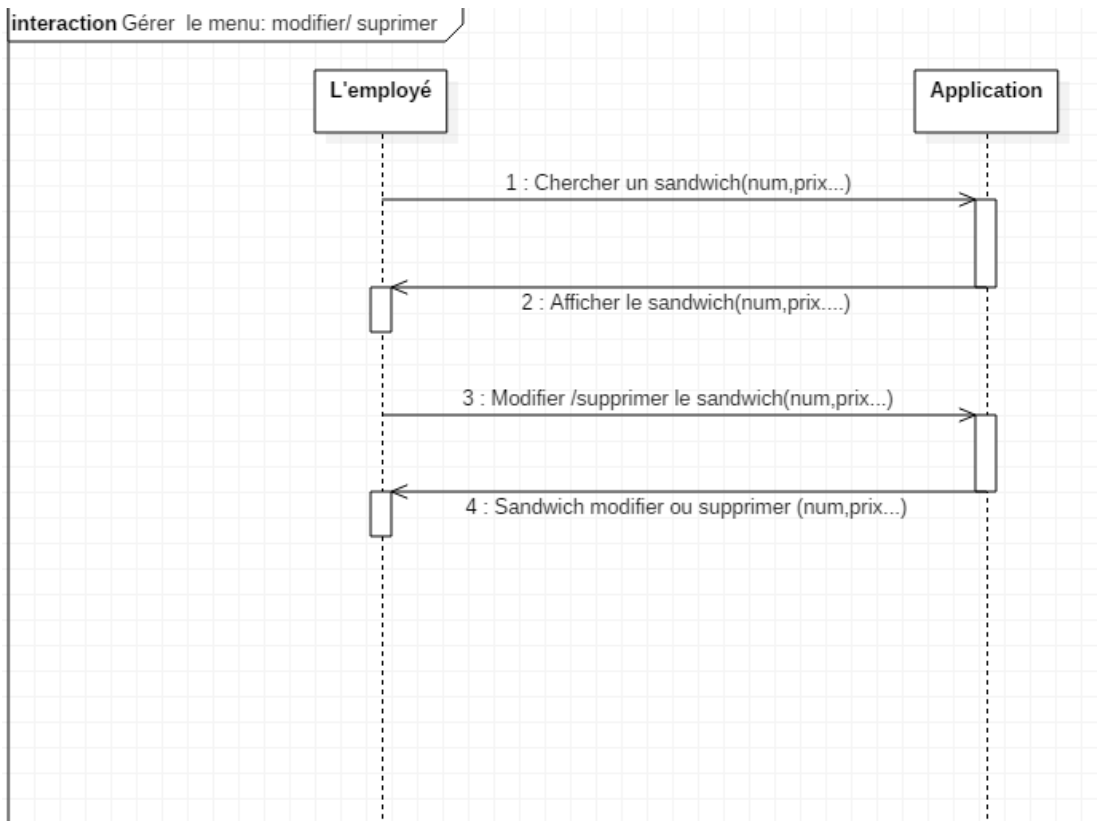 interaction Gérer le menu: modifier/ suprimer
L'employé
Application
1 : Chercher un sandwich(num,prix...)
2 : Afficher le sandwich(num,prix....)
3 : Modifier /supprimer le sandwich(num,prix...)
4 : Sandwich modifier ou supprimer (num,prix...)